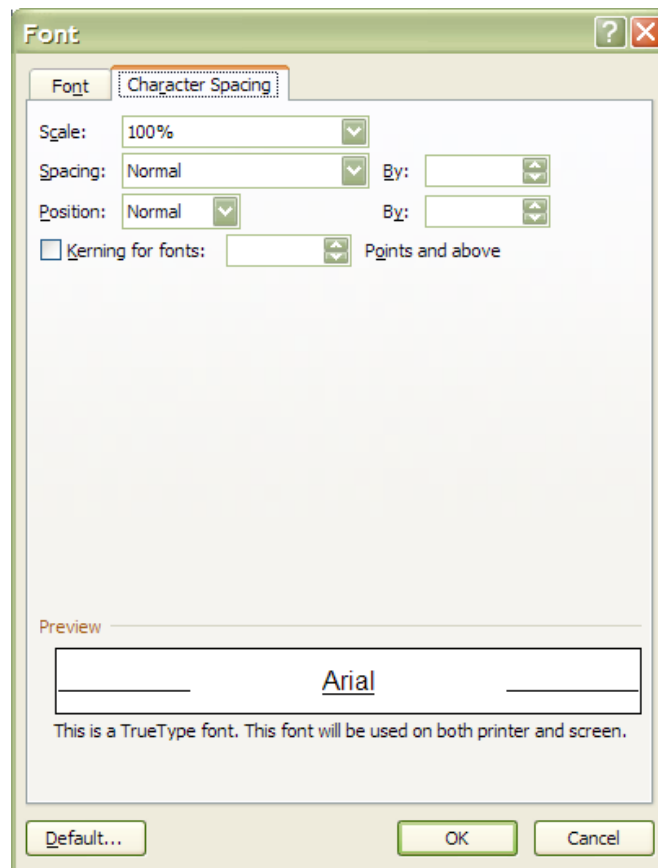 Font
Font Character Spacing
Scale: 100%
Spacing: Normal By:
Position: Normal By:
Kerning for fonts: Points and above
Preview
Arial
This is a TrueType font. This font will be used on both printer and screen.
Default... OK Cancel